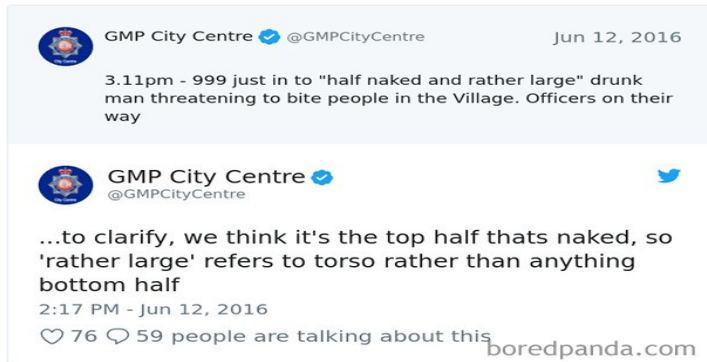 GMP City Centre @GMPCityCentre Jun 12, 2016
3.11pm - 999 just in to "half naked and rather large" drunk
man threatening to bite people in the Village. Officers on their
way
GMP City Centre
@GMPCityCentre
...to clarify, we think it's the top half thats naked, so
'rather large' refers to torso rather than anything
bottom half
2:17 PM - Jun 12, 2016
76 59 people are talking about this
boredpanda.com